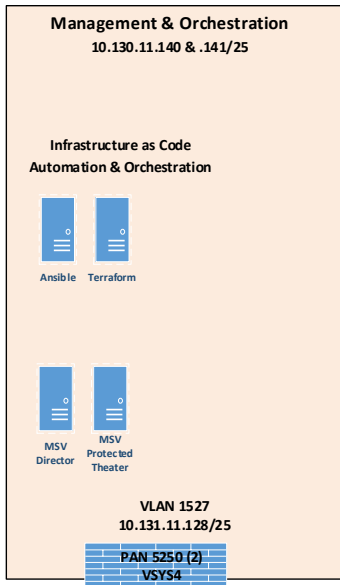 Management & Orchestration
10.130.11.140 & .141/25
Infrastructure as Code
Automation & Orchestration
Ansible
Terraform
MSV
Director
MSV
Protected
Theater
VLAN 1527
10.131.11.128/25
PAN 5250 (2)
VSYS4